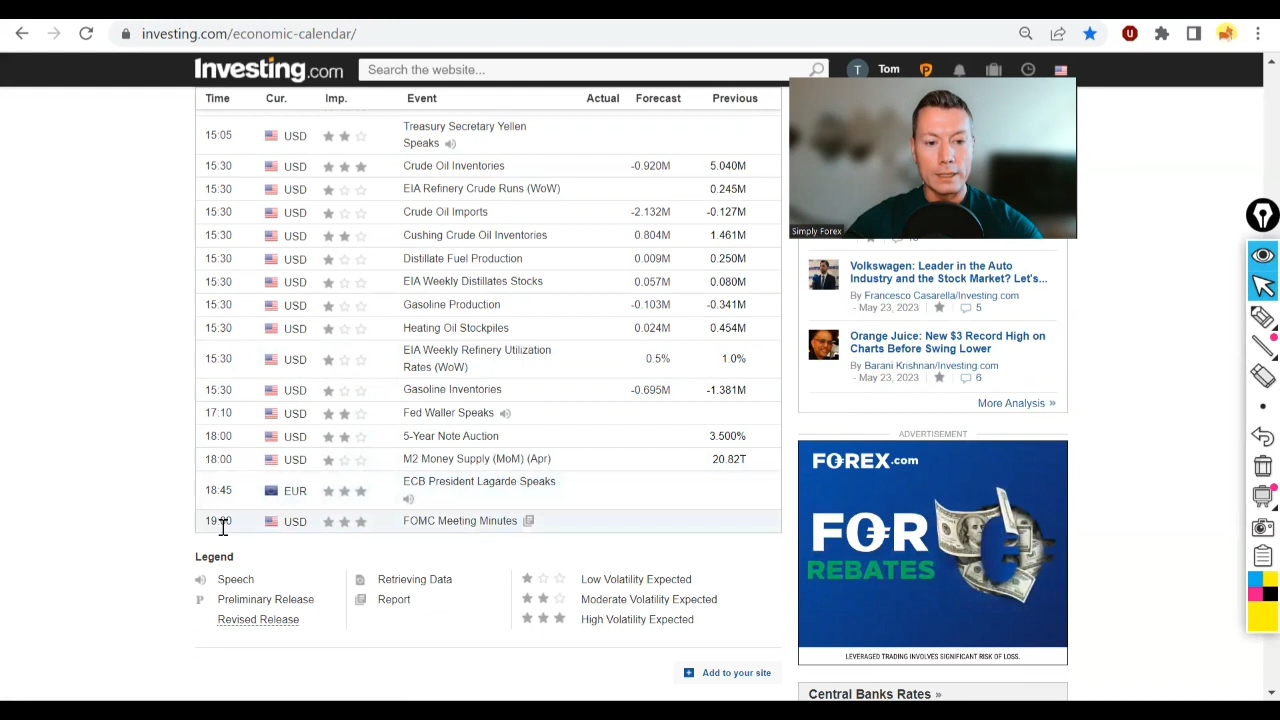 investing.com/economic-calendar/
Investing.com
Search the website...
T
Tom
Time Cur. Imp. Event Actual Forecast Previous
15:05 USD Treasury Secretary Yellen
Speaks
15:30 USD Crude Oil Inventories -0.920M 5.040M
15:30 USD EIA Refinery Crude Runs (WoW) 0.245M
15:30 USD Crude Oil Imports -2.132M -0.127M
15:30 USD Cushing Crude Oil Inventories 0.804M 1.461M
15:30 USD Distillate Fuel Production 0.009M 0.250M
15:30 USD EIA Weekly Distillates Stocks 0.057M 0.080M
15:30 USD Gasoline Production -0.103M -0.341M
15:30 USD Heating Oil Stockpiles 0.024M 0.454M
15:30 USD EIA Weekly Refinery Utilization
Rates (WoW) 0.5% 1.0%
15:30 USD Gasoline Inventories -0.695M -1.381M
17:10 USD Fed Waller Speaks
18:00 USD 5-Year Note Auction 3.500%
18:00 USD M2 Money Supply (MoM) (Apr) 20.82T
18:45 EUR ECB President Lagarde Speaks
USD FOMC Meeting Minutes
Legend
Speech
P Preliminary Release
Revised Release
Retrieving Data
Report
Low Volatility Expected
Moderate Volatility Expected
High Volatility Expected
Add to your site
Simply Forex
Volkswagen: Leader in the Auto
Industry and the Stock Market? Let's...
By Francesco Casarella/Investing.com
- May 23, 2023 5
Orange Juice: New $3 Record High on
Charts Before Swing Lower
By Barani Krishnan/Investing.com
- May 23, 2023 6
More Analysis »
ADVERTISEMENT
FOREX.com
FOR
REBATES
LEVERAGED TRADING INVOLVES SIGNIFICANT RISK OF LOSS.
Central Banks Rates »